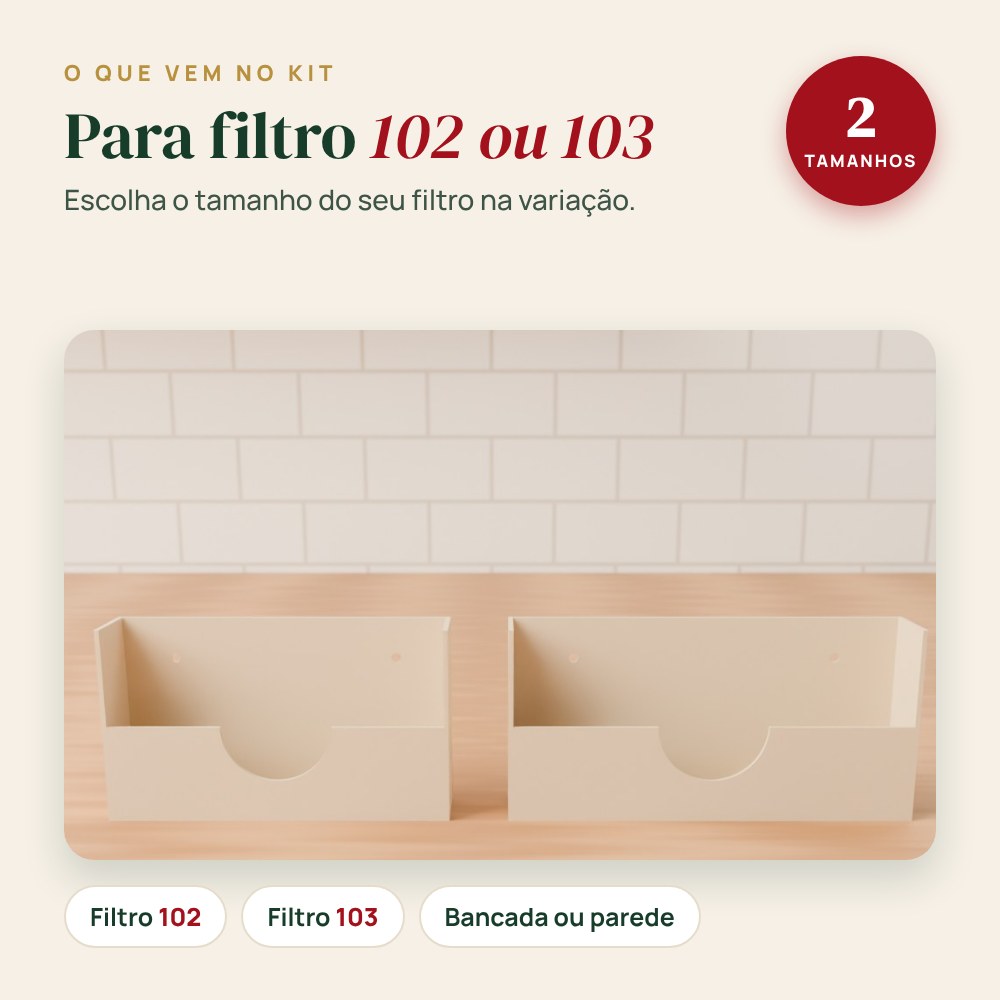 O QUE VEM NO KIT
Para filtro 102 ou 103
Escolha o tamanho do seu filtro na variação.
2
TAMANHOS
Filtro 102
Filtro 103
Bancada ou parede